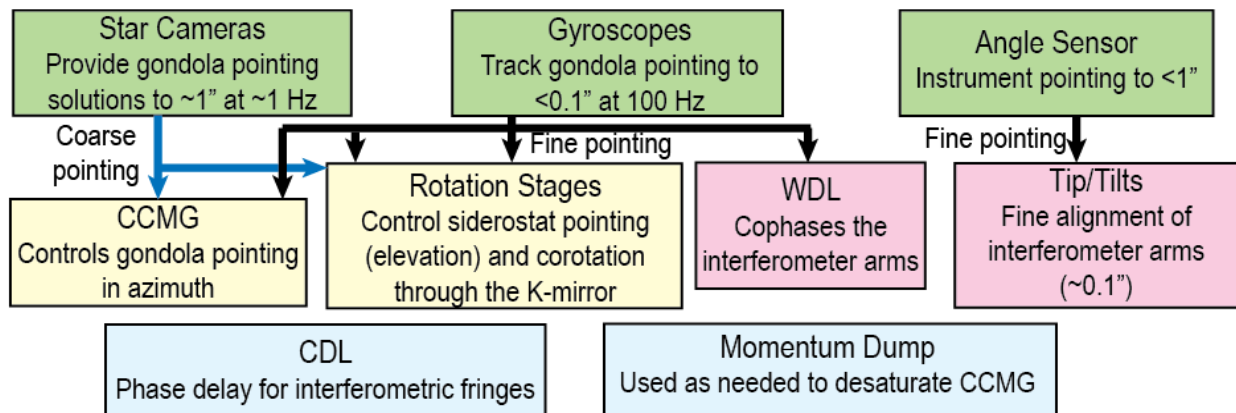 Star Cameras
Provide gondola pointing
solutions to ~1” at ~1 Hz
Gyroscopes
Track gondola pointing to
<0.1” at 100 Hz
Angle Sensor
Instrument pointing to <1”
Coarse
pointing
Fine pointing
Fine pointing
CCMG
Controls gondola pointing
in azimuth
Rotation Stages
Control siderostat pointing
(elevation) and corotation
through the K-mirror
WDL
Cophases the
interferometer arms
Tip/Tilts
Fine alignment of
interferometer arms
(~0.1”)
CDL
Phase delay for interferometric fringes
Momentum Dump
Used as needed to desaturate CCMG